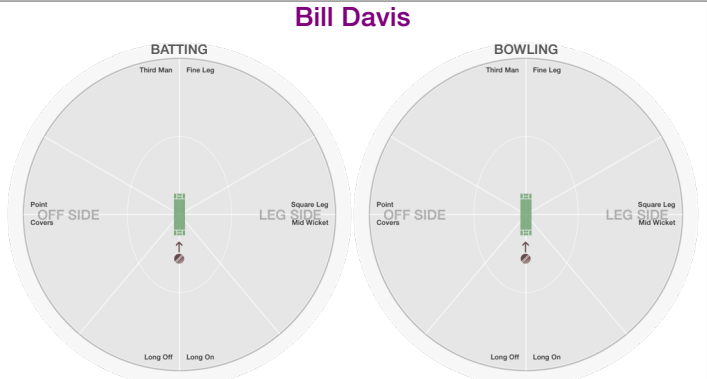 Bill Davis
BATTING
Third Man
Fine Leg
Point
OFF SIDE
Covers
Square Leg
LEG SIDE
Mid Wicket
Long Off
Long On
BOWLING
Third Man
Fine Leg
Point
OFF SIDE
Covers
Square Leg
LEG SIDE
Mid Wicket
Long Off
Long On